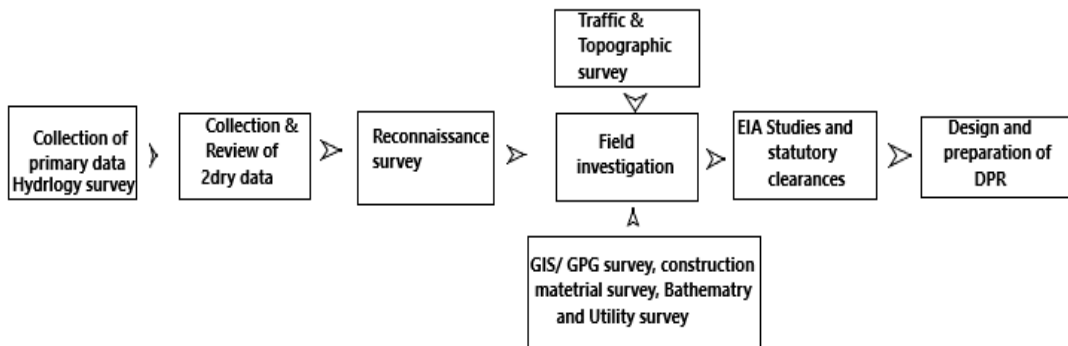 Traffic &
Topographic
survey
Collection of
primary data
Hydrlogy survey
Collection &
Review of
2dry data
Reconnaissance
survey
Field
investigation
EIA Studies and
statutory
clearances
Design and
preparation of
DPR
GIS/ GPG survey, construction
matetrial survey, Bathematry
and Utility survey